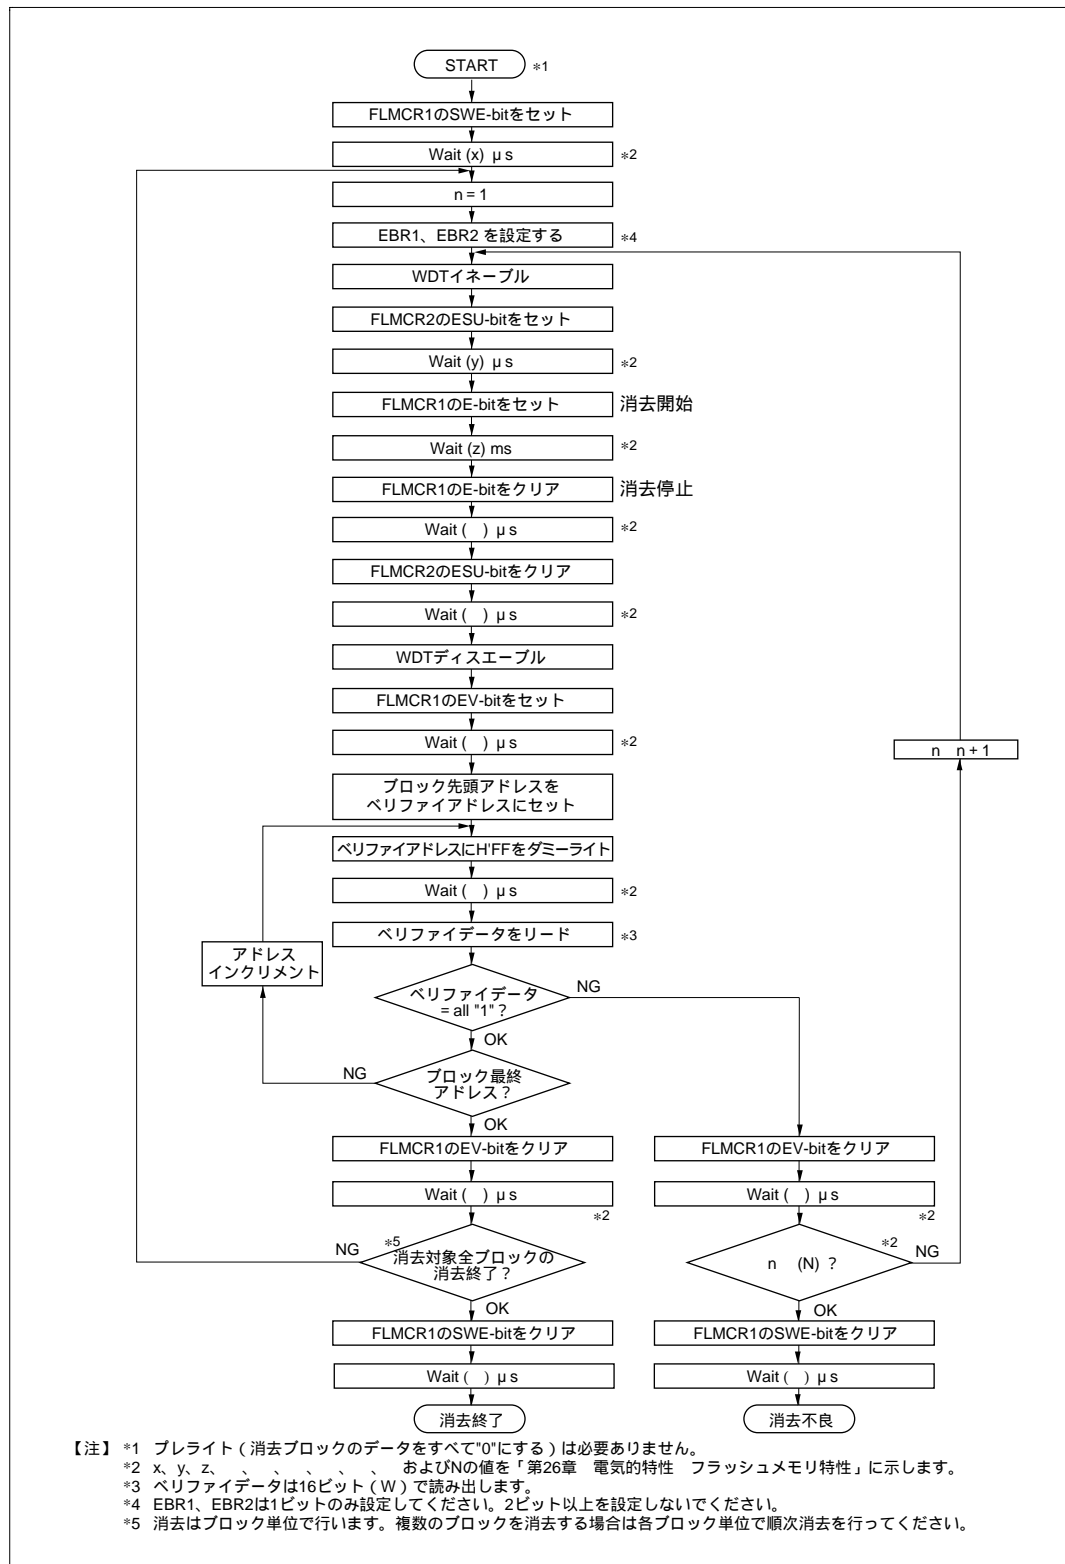 START *1
FLMCR1のSWE-bitをセット
Wait (x) μs *2
n = 1
EBR1、EBR2 を設定する *4
WDTイネーブル
FLMCR2のESU-bitをセット
Wait (y) μs *2
FLMCR1のE-bitをセット 消去開始
Wait (z) ms *2
FLMCR1のE-bitをクリア 消去停止
Wait ( ) μs *2
FLMCR2のESU-bitをクリア
Wait ( ) μs *2
WDTディスエーブル
FLMCR1のEV-bitをセット
Wait ( ) μs *2
n n + 1
ブロック先頭アドレスを
ベリファイアドレスにセット
ベリファイアドレスにH'FFをダミーライト
Wait ( ) μs *2
ベリファイデータをリード *3
アドレス
インクリメント
ベリファイデータ
= all "1" ?
NG
OK
ブロック最終
アドレス？
NG
OK
FLMCR1のEV-bitをクリア
Wait ( ) μs
*2
*5
消去対象全ブロックの
消去終了？
NG
OK
FLMCR1のSWE-bitをクリア
Wait ( ) μs
消去終了
FLMCR1のEV-bitをクリア
Wait ( ) μs
*2
*2
n (N) ?
NG
OK
FLMCR1のSWE-bitをクリア
Wait ( ) μs
消去不良
【注】 *1 プレライト（消去ブロックのデータをすべて"0"にする）は必要ありません。
*2 x、y、z、 、 、 、 、 、 およびNの値を「第26章 電気的特性 フラッシュメモリ特性」に示します。
*3 ベリファイデータは16ビット（W）で読み出します。
*4 EBR1、EBR2は1ビットのみ設定してください。2ビット以上を設定しないでください。
*5 消去はブロック単位で行います。複数のブロックを消去する場合は各ブロック単位で順次消去を行ってください。